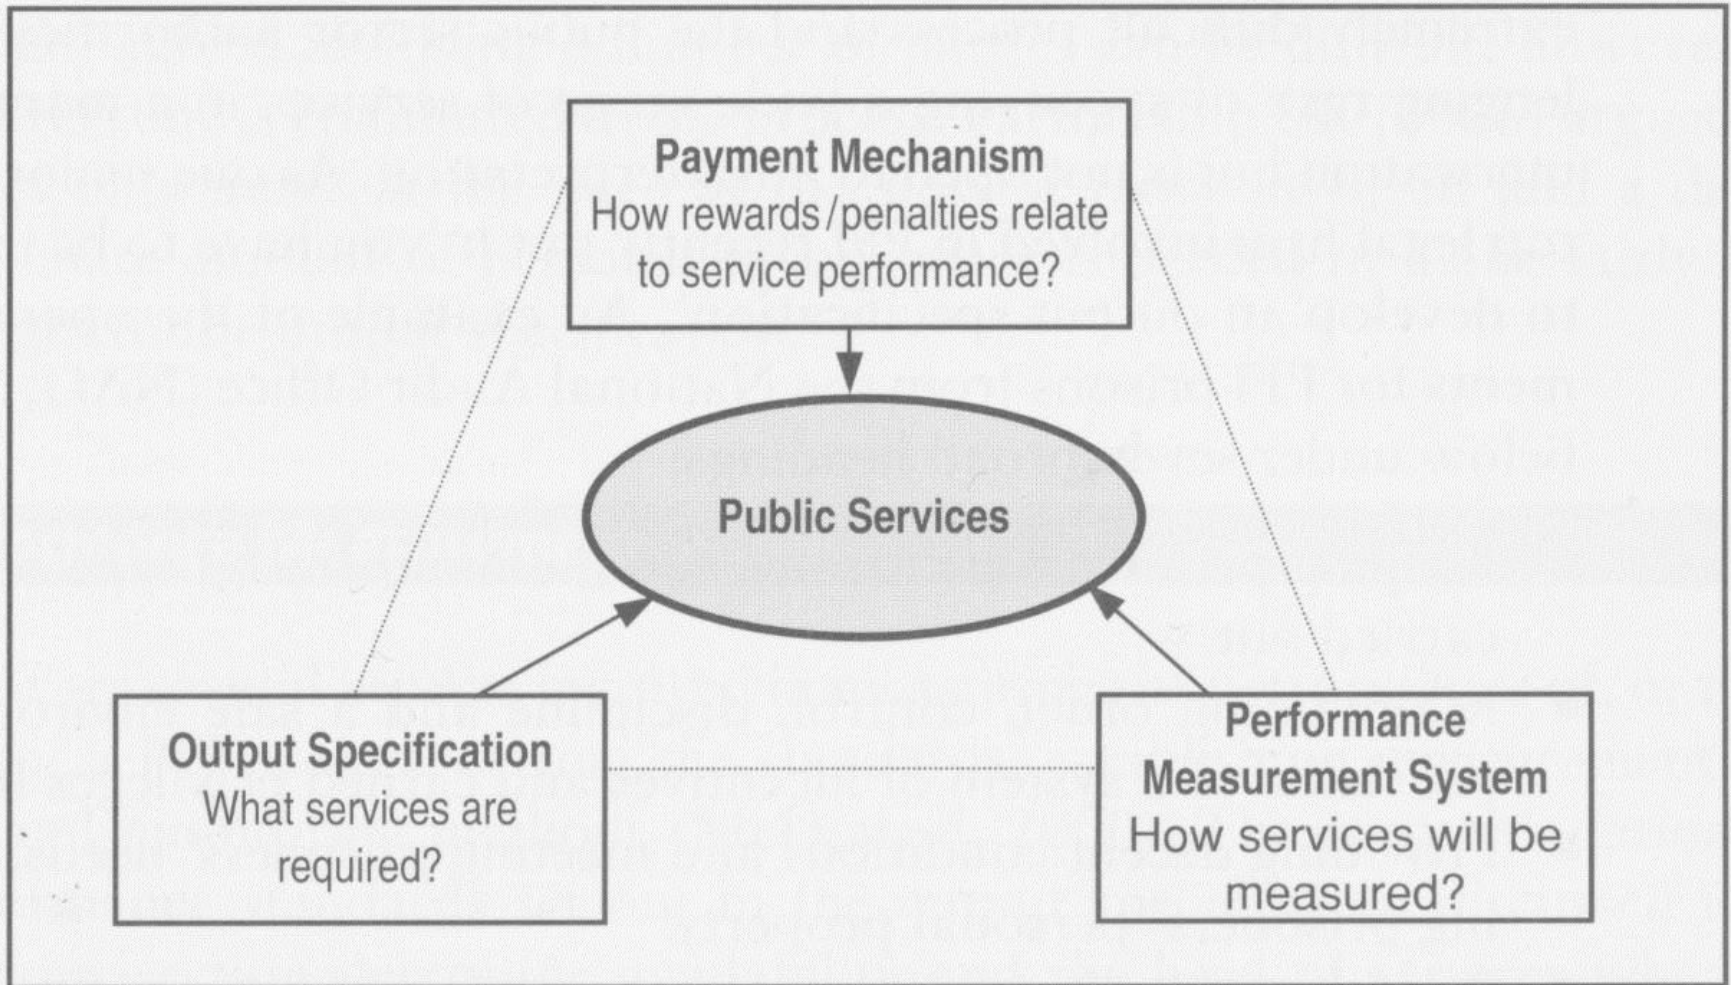 Payment Mechanism
How rewards/penalties relate
to service performance?
Public Services
Output Specification
What services are
required?
Performance
Measurement System
How services will be
measured?